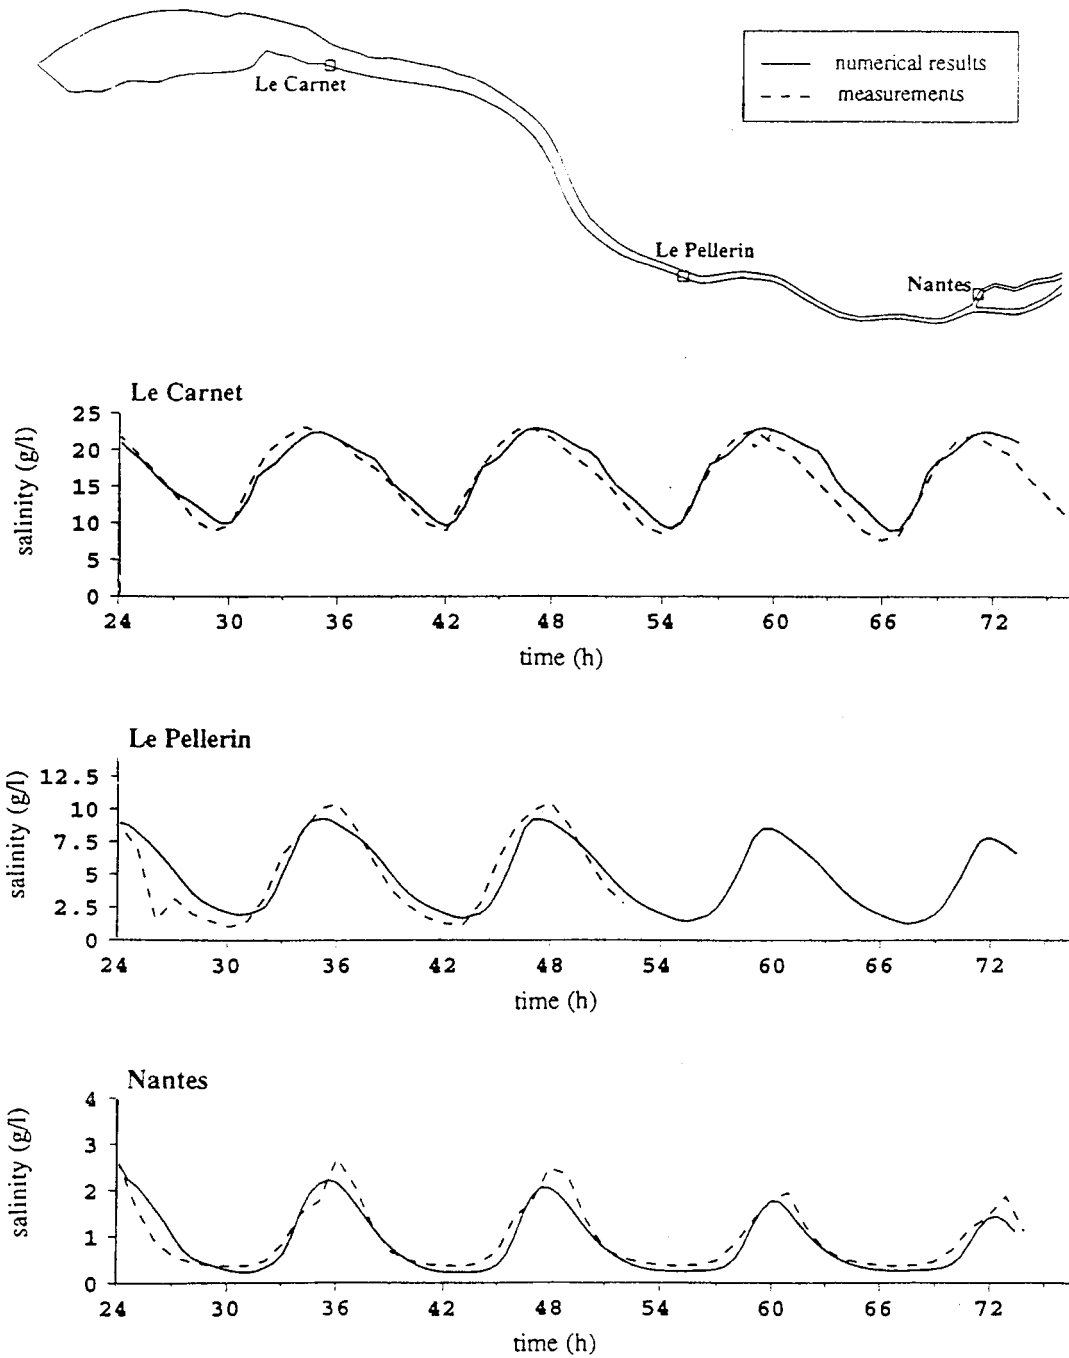 numerical results
measurements
Le Carnet
Le Pellerin
Nantes
Le Carnet
salinity (g/l)
25
20
15
10
5
0
24 30 36 42 48 54 60 66 72
time (h)
Le Pellerin
salinity (g/l)
12.5
10
7.5
5
2.5
0
24 30 36 42 48 54 60 66 72
time (h)
Nantes
salinity (g/l)
4
3
2
1
0
24 30 36 42 48 54 60 66 72
time (h)